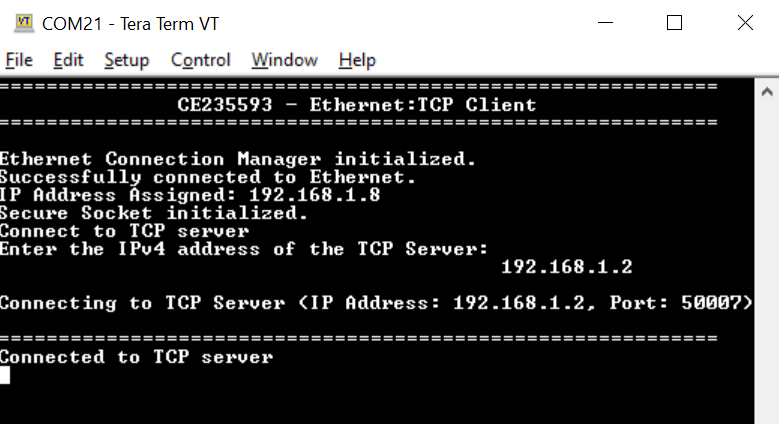 COM21 - Tera Term VT
File Edit Setup Control Window Help
============================================================
CE235593 - Ethernet:TCP Client
============================================================
Ethernet Connection Manager initialized.
Successfully connected to Ethernet.
IP Address Assigned: 192.168.1.8
Secure Socket initialized.
Connect to TCP server
Enter the IPv4 address of the TCP Server:
192.168.1.2
Connecting to TCP Server (IP Address: 192.168.1.2, Port: 50007)
============================================================
Connected to TCP server